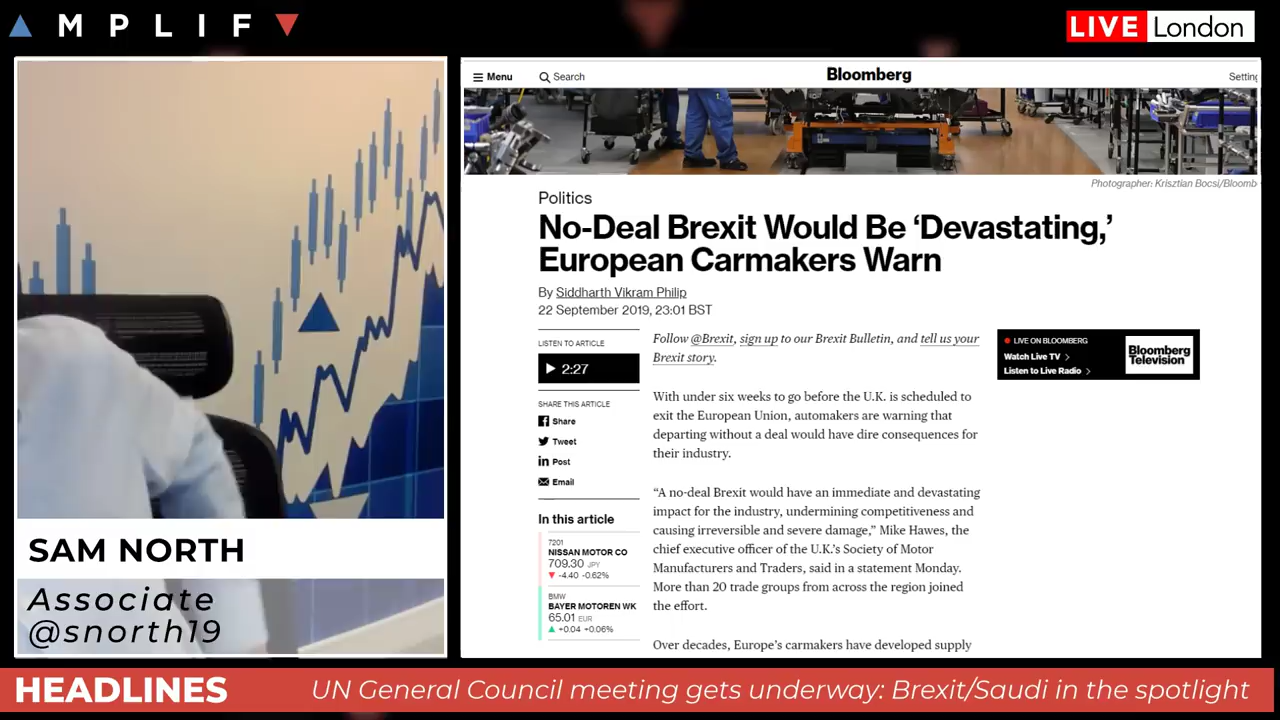 MPLIF
LIVE London
Menu
Search
Bloomberg
Setting
Photographer: Krisztian Bocsi/Bloomb
Politics
No-Deal Brexit Would Be ‘Devastating,’
European Carmakers Warn
By Siddharth Vikram Philip
22 September 2019, 23:01 BST
LISTEN TO ARTICLE
2:27
SHARE THIS ARTICLE
Share
Tweet
Post
Email
In this article
7201
NISSAN MOTOR CO
709.30 JPY
-4.40 -0.62%
BMW
BAYER MOTOREN WK
65.01 EUR
+0.04 +0.06%
Follow @Brexit, sign up to our Brexit Bulletin, and tell us your
Brexit story.
With under six weeks to go before the U.K. is scheduled to
exit the European Union, automakers are warning that
departing without a deal would have dire consequences for
their industry.
“A no-deal Brexit would have an immediate and devastating
impact for the industry, undermining competitiveness and
causing irreversible and severe damage,” Mike Hawes, the
chief executive officer of the U.K.’s Society of Motor
Manufacturers and Traders, said in a statement Monday.
More than 20 trade groups from across the region joined
the effort.
Over decades, Europe’s carmakers have developed supply
LIVE ON BLOOMBERG
Watch Live TV
Listen to Live Radio
Bloomberg
Television
SAM NORTH
Associate
@snorth19
HEADLINES UN General Council meeting gets underway: Brexit/Saudi in the spotlight